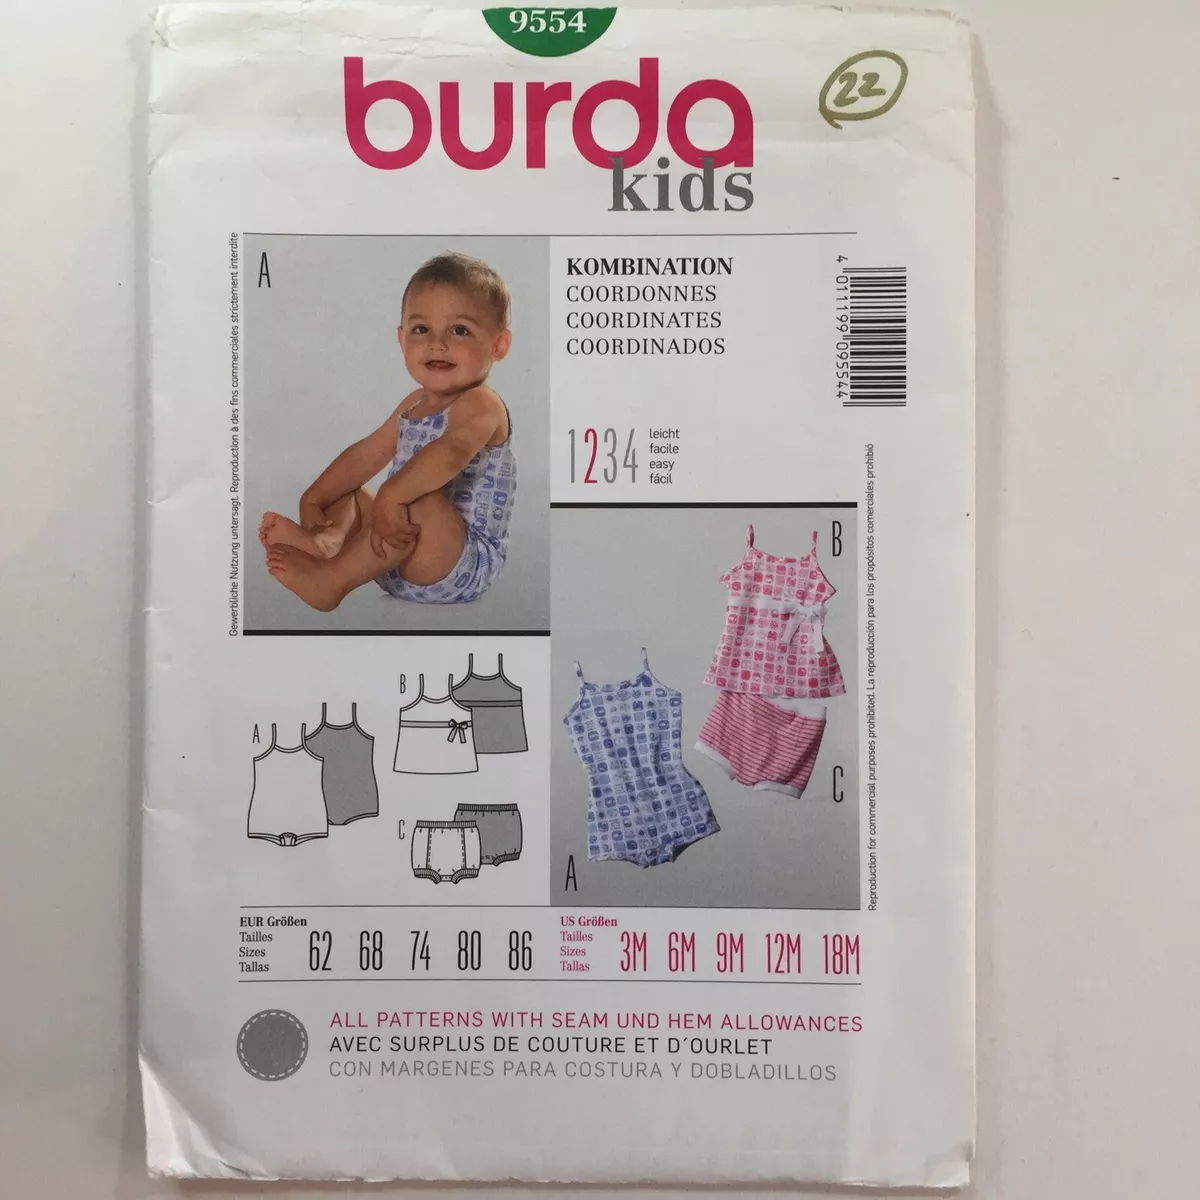 9554
burda
kids
22
A
KOMBINATION
COORDONNES
COORDINATES
COORDINADOS
4 011199 095544
1234
leicht
facile
easy
fácil
Gewerbliche Nutzung untersagt. Reproduction à des fins commerciales strictement interdite
B
C
A
A
B
C
Reproduction for commercial purposes prohibited. La reproducción para los propósitos comerciales prohibió
EUR Größen
Tailles
Sizes
Tallas
62 68 74 80 86
US Größen
Tailles
Sizes
Tallas
3M 6M 9M 12M 18M
ALL PATTERNS WITH SEAM UND HEM ALLOWANCES
AVEC SURPLUS DE COUTURE ET D´OURLET
CON MARGENES PARA COSTURA Y DOBLADILLOS